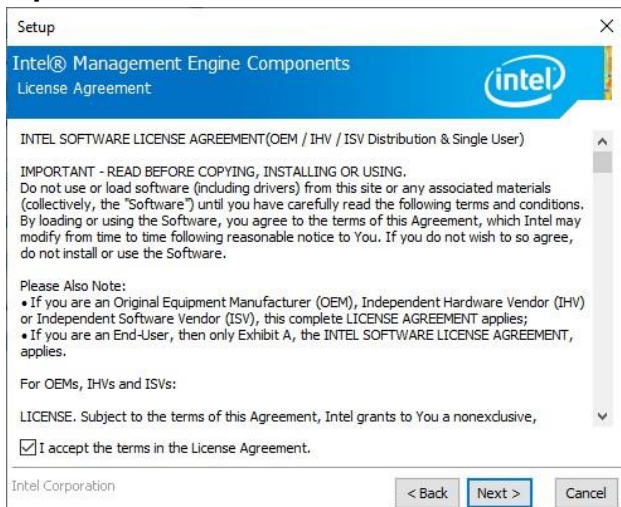 Setup
Intel® Management Engine Components
License Agreement
intel
INTEL SOFTWARE LICENSE AGREEMENT(OEM / IHV / ISV Distribution & Single User)
IMPORTANT - READ BEFORE COPYING, INSTALLING OR USING.
Do not use or load software (including drivers) from this site or any associated materials
(collectively, the "Software") until you have carefully read the following terms and conditions.
By loading or using the Software, you agree to the terms of this Agreement, which Intel may
modify from time to time following reasonable notice to You. If you do not wish to so agree,
do not install or use the Software.
Please Also Note:
• If you are an Original Equipment Manufacturer (OEM), Independent Hardware Vendor (IHV)
or Independent Software Vendor (ISV), this complete LICENSE AGREEMENT applies;
• If you are an End-User, then only Exhibit A, the INTEL SOFTWARE LICENSE AGREEMENT,
applies.
For OEMs, IHVs and ISVs:
LICENSE. Subject to the terms of this Agreement, Intel grants to You a nonexclusive,
I accept the terms in the License Agreement.
Intel Corporation
< Back Next > Cancel